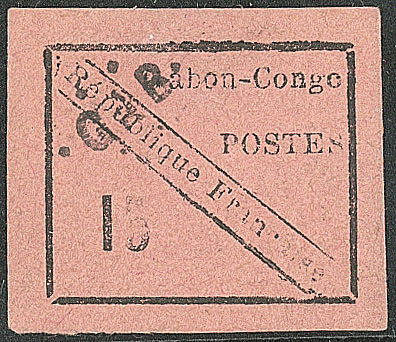 Gabon-Congo
POSTES
République Française
15